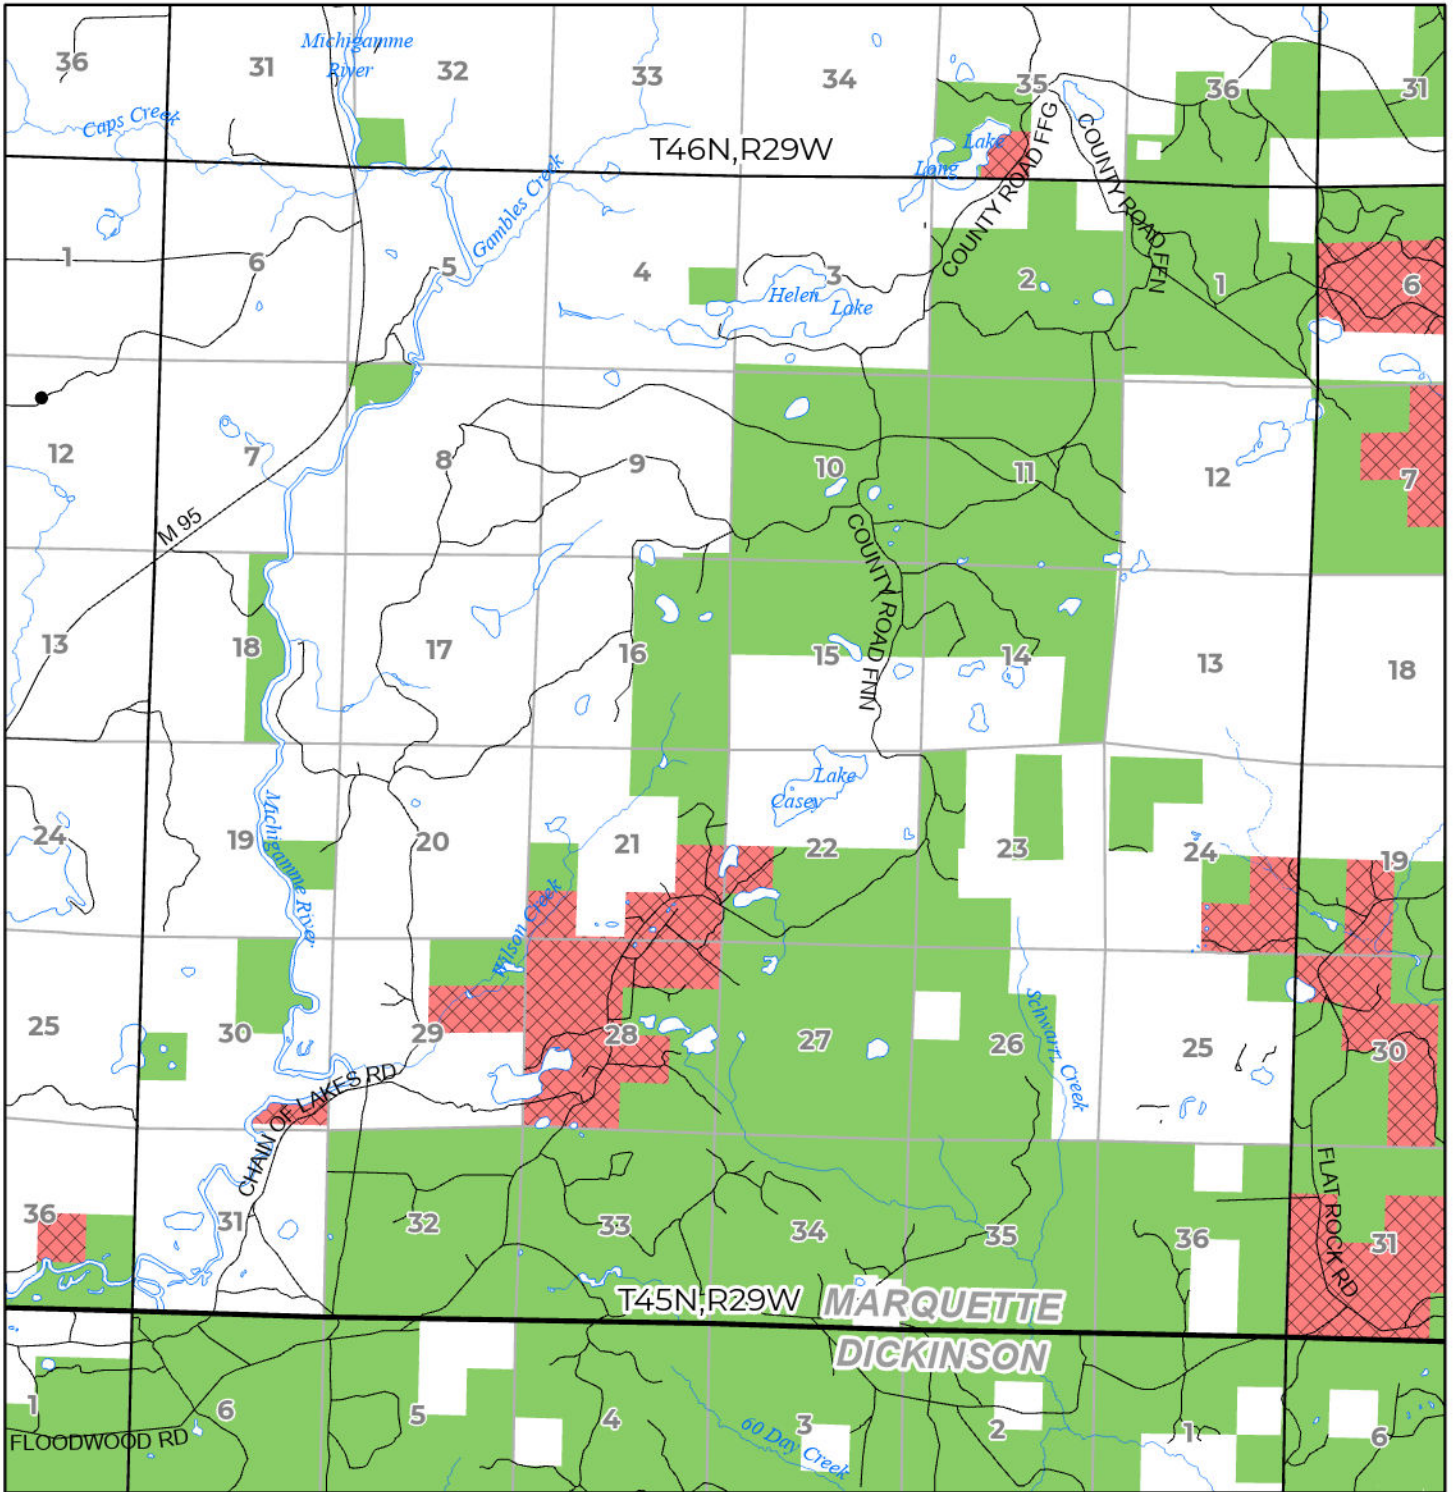 Michigamme
River
36
31
32
33
34
35
36
31
Caps Creek
T46N,R29W
Lake
Long
COUNTY ROAD FFG
COUNTY ROAD FFN
Gambles Creek
1
6
5
4
3
2
1
6
Helen
Lake
12
7
8
9
10
11
12
7
M 95
COUNTY ROAD FNN
13
18
17
16
15
14
13
18
Lake
Casey
Michigamme River
24
19
20
21
22
23
24
19
Wilson Creek
Schwartz Creek
25
30
29
28
27
26
25
30
CHAIN OF LAKES RD
FLAT ROCK RD
36
31
32
33
34
35
36
31
T45N,R29W
MARQUETTE
DICKINSON
1
6
5
4
3
2
1
6
FLOODWOOD RD
60 Day Creek